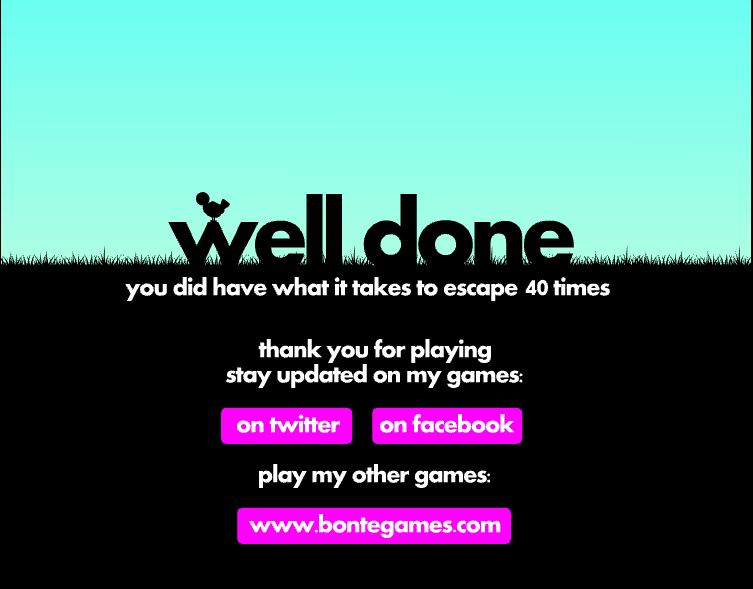 well done
you did have what it takes to escape 40 times
thank you for playing
stay updated on my games:
on twitter on facebook
play my other games:
www.bontegames.com